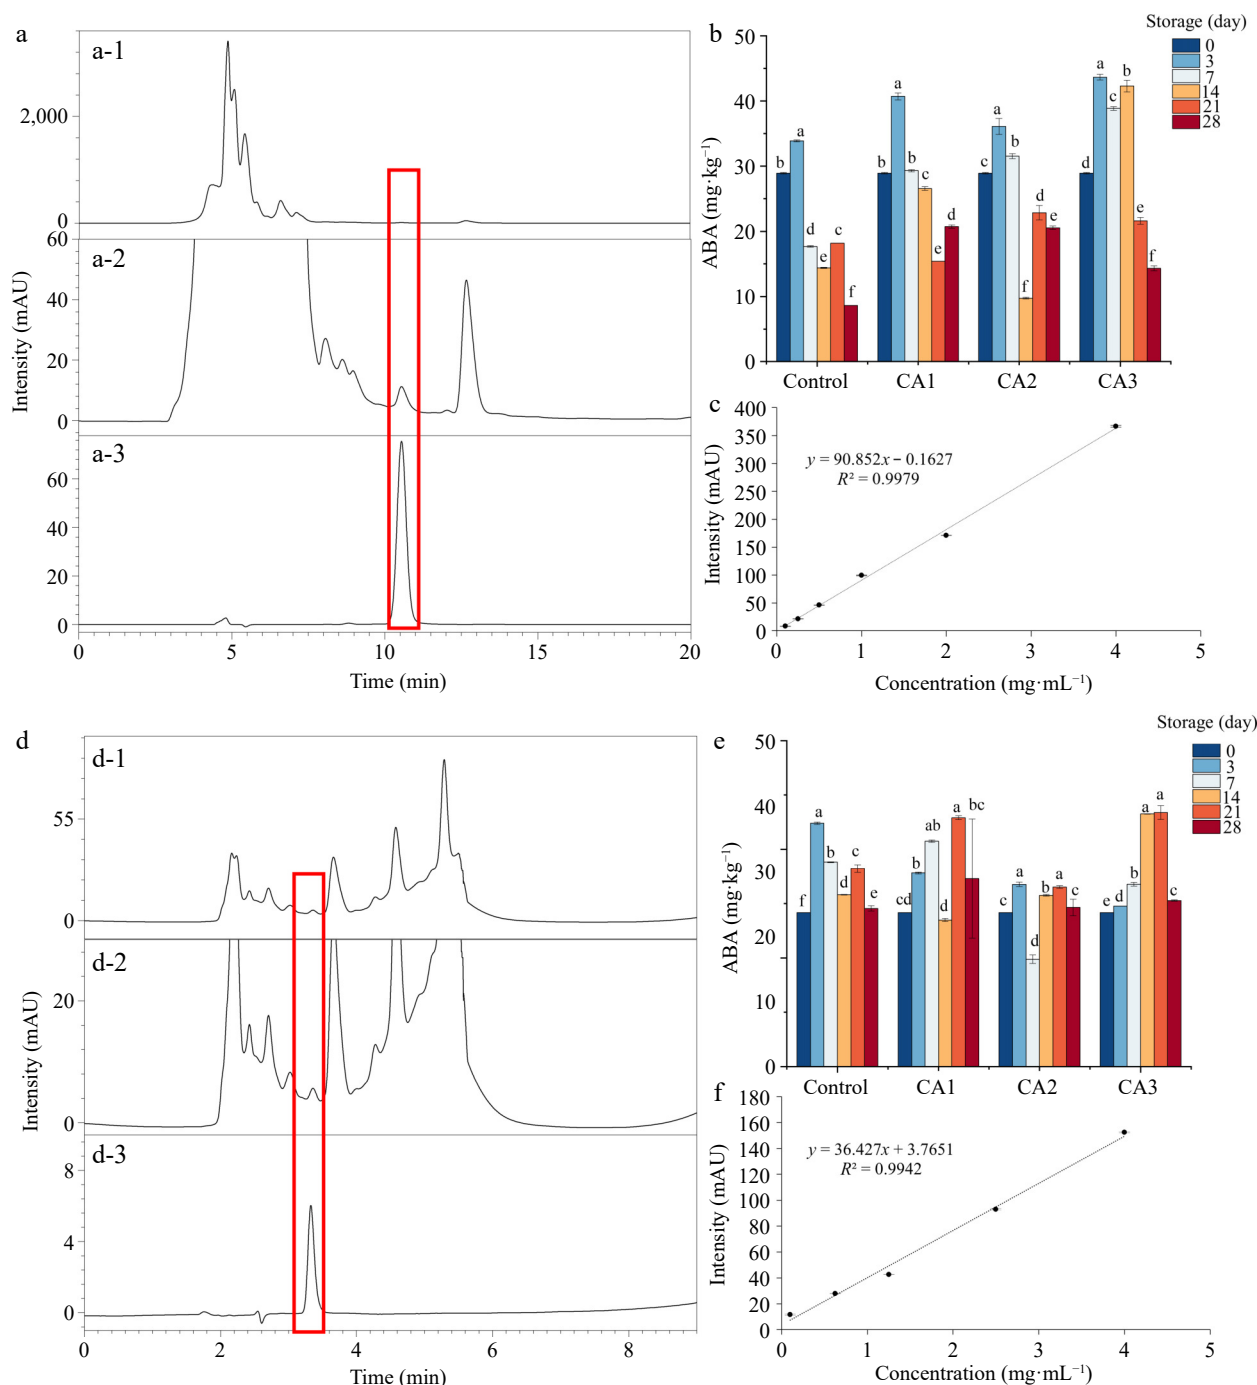 a
a-1
2,000
0
a-2
60
40
20
0
Intensity (mAU)
a-3
60
40
20
0
0 5 10 15 20
Time (min)
b
Storage (day)
0
3
7
14
21
28
50
40
30
20
10
0
ABA (mg·kg⁻¹)
b a d e c f
b a b c e d
c a b f d e
d a c b e f
Control CA1 CA2 CA3
c
400
350
300
250
200
150
100
50
0
Intensity (mAU)
y = 90.852x − 0.1627
R² = 0.9979
0 1 2 3 4 5
Concentration (mg·mL⁻¹)
d
d-1
55
0
d-2
20
0
Intensity (mAU)
d-3
8
4
0
0 2 4 6 8
Time (min)
e
Storage (day)
0
3
7
14
21
28
50
40
30
20
10
0
ABA (mg·kg⁻¹)
f a b d c e
cd b ab d a bc
c a d b a c
e d b a a c
Control CA1 CA2 CA3
f
180
160
140
120
100
80
60
40
20
0
Intensity (mAU)
y = 36.427x + 3.7651
R² = 0.9942
0 1 2 3 4 5
Concentration (mg·mL⁻¹)